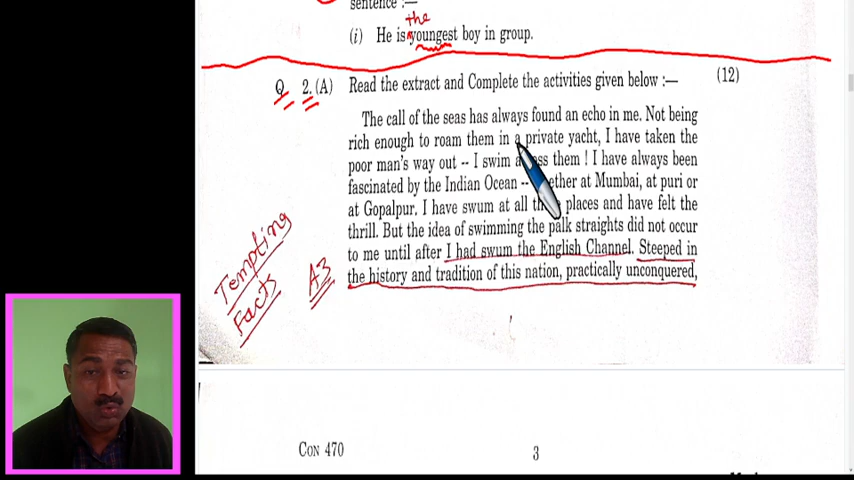 sentence :—
the
(i) He is youngest boy in group.
Q 2. (A) Read the extract and Complete the activities given below :— (12)
The call of the seas has always found an echo in me. Not being
rich enough to roam them in a private yacht, I have taken the
poor man's way out -- I swim them ! I have always been
fascinated by the Indian Ocean -- at Mumbai, at puri or
at Gopalpur. I have swum at all places and have felt the
thrill. But the idea of swimming the palk straights did not occur
to me until after I had swum the English Channel. Steeped in
the history and tradition of this nation, practically unconquered,
Tempting
Facts
A3
CON 470
3